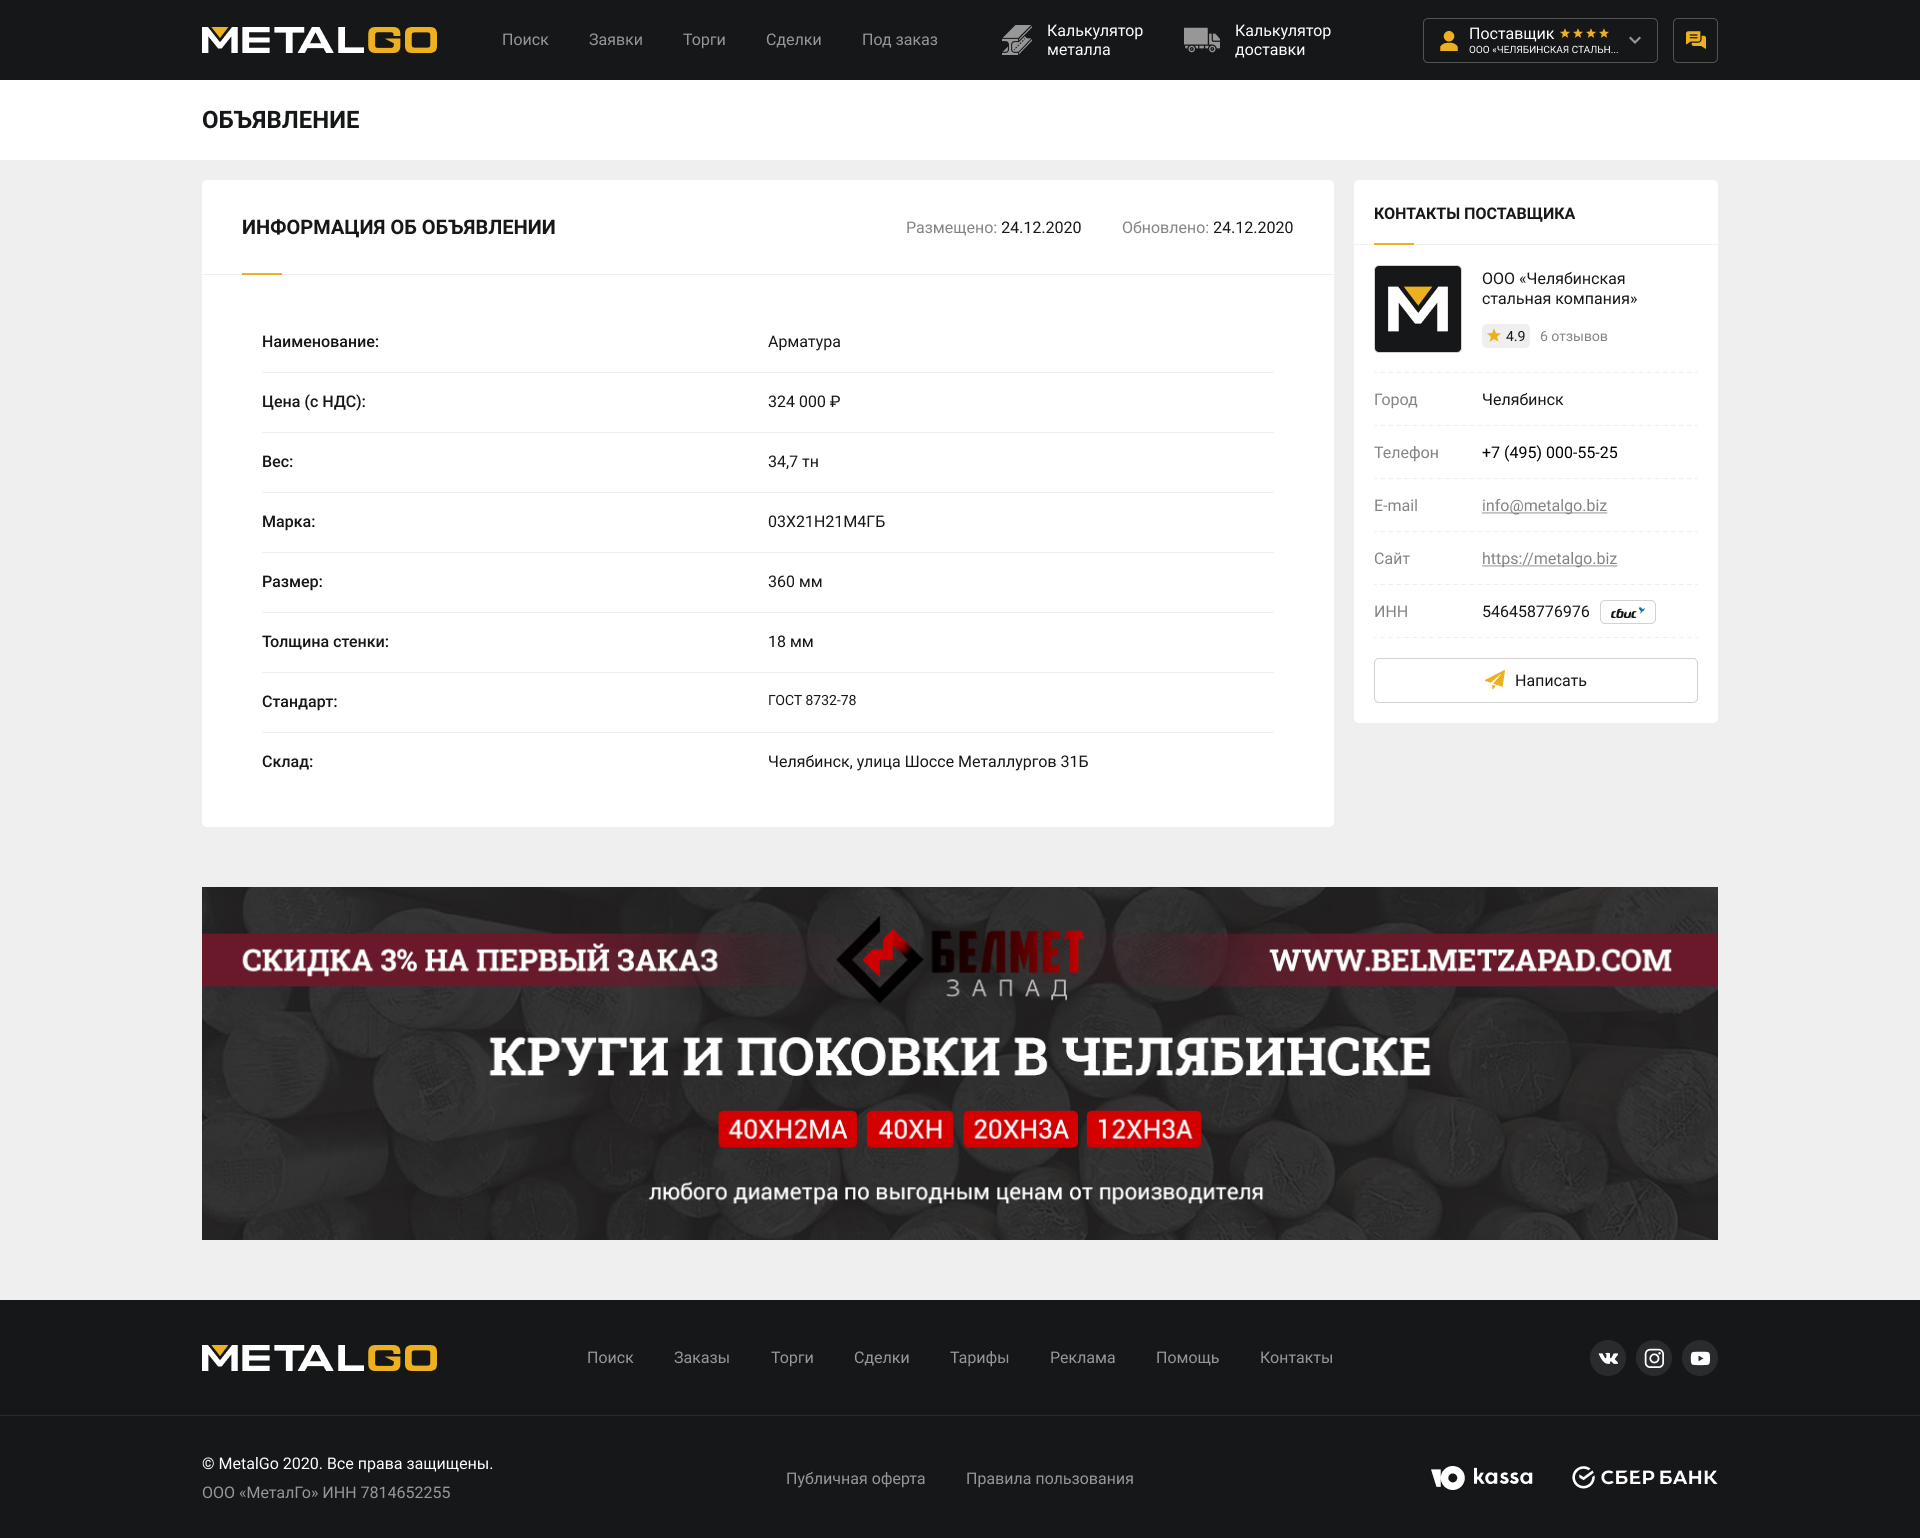 METALGO
Поиск
Заявки
Торги
Сделки
Под заказ
Калькулятор
металла
Калькулятор
доставки
Поставщик
ООО «ЧЕЛЯБИНСКАЯ СТАЛЬН...
ОБЪЯВЛЕНИЕ
ИНФОРМАЦИЯ ОБ ОБЪЯВЛЕНИИ
Размещено: 24.12.2020
Обновлено: 24.12.2020
Наименование: Арматура
Цена (с НДС): 324 000 ₽
Вес: 34,7 тн
Марка: 03Х21Н21М4ГБ
Размер: 360 мм
Толщина стенки: 18 мм
Стандарт: ГОСТ 8732-78
Склад: Челябинск, улица Шоссе Металлургов 31Б
КОНТАКТЫ ПОСТАВЩИКА
M
ООО «Челябинская
стальная компания»
4.9 6 отзывов
Город Челябинск
Телефон +7 (495) 000-55-25
E-mail info@metalgo.biz
Сайт https://metalgo.biz
ИНН 546458776976 сбис
Написать
СКИДКА 3% НА ПЕРВЫЙ ЗАКАЗ
БЕЛМЕТ
ЗАПАД
WWW.BELMETZAPAD.COM
КРУГИ И ПОКОВКИ В ЧЕЛЯБИНСКЕ
40ХН2МА 40ХН 20ХН3А 12ХН3А
любого диаметра по выгодным ценам от производителя
METALGO
Поиск
Заказы
Торги
Сделки
Тарифы
Реклама
Помощь
Контакты
© MetalGo 2020. Все права защищены.
ООО «МеталГо» ИНН 7814652255
Публичная оферта
Правила пользования
Ю kassa
СБЕР БАНК